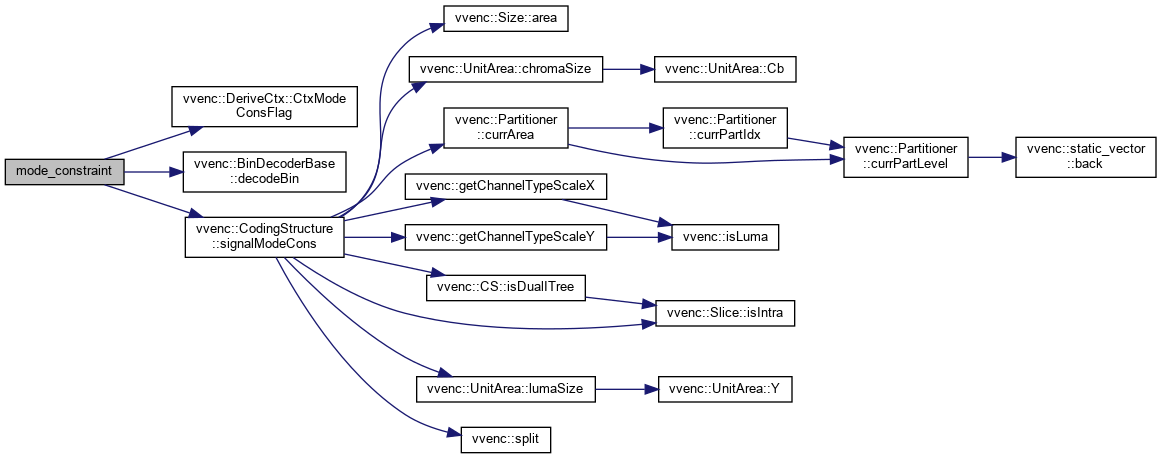 mode_constraint
vvenc::DeriveCtx::CtxMode
ConsFlag
vvenc::BinDecoderBase
::decodeBin
vvenc::CodingStructure
::signalModeCons
vvenc::Size::area
vvenc::UnitArea::chromaSize
vvenc::UnitArea::Cb
vvenc::Partitioner
::currArea
vvenc::Partitioner
::currPartIdx
vvenc::Partitioner
::currPartLevel
vvenc::static_vector
::back
vvenc::getChannelTypeScaleX
vvenc::getChannelTypeScaleY
vvenc::isLuma
vvenc::CS::isDualITree
vvenc::Slice::isIntra
vvenc::UnitArea::lumaSize
vvenc::UnitArea::Y
vvenc::split